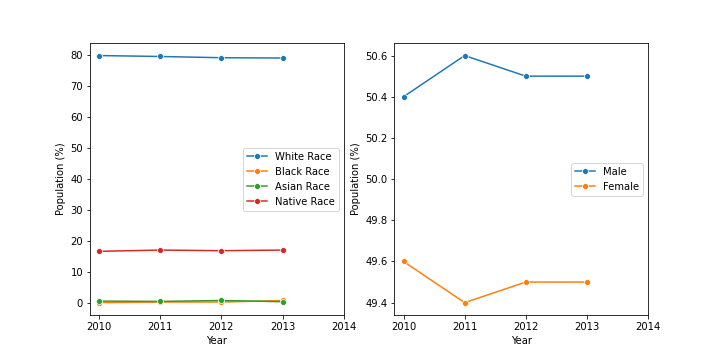 80
70
60
50
40
30
20
10
0
Population (%)
2010 2011 2012 2013 2014
Year
White Race
Black Race
Asian Race
Native Race
50.6
50.4
50.2
50.0
49.8
49.6
49.4
Population (%)
2010 2011 2012 2013 2014
Year
Male
Female